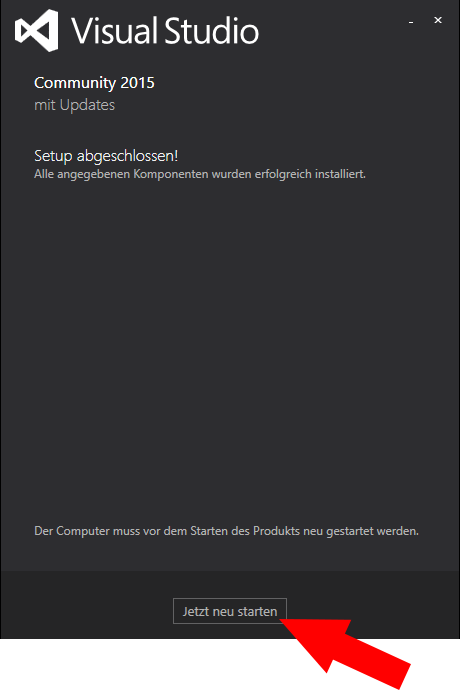 Visual Studio
Community 2015
mit Updates
Setup abgeschlossen!
Alle angegebenen Komponenten wurden erfolgreich installiert.
Der Computer muss vor dem Starten des Produkts neu gestartet werden.
Jetzt neu starten